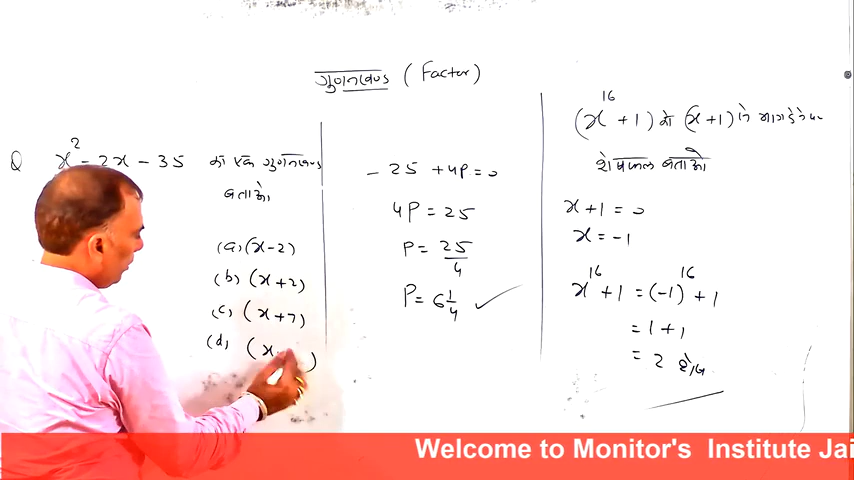 गुणनखण्ड (Factor)
Q x² - 2x - 35 का एक गुणनखण्ड
बताओ
(a) (x-2)
(b) (x+2)
(c) (x+7)
(d) (x
- 25 + 4P = 0
4P = 25
P = 25/4
P = 6 1/4 ✓
(x¹⁶ + 1) को (x+1) से भाग देने पर
शेषफल बताओ
x + 1 = 0
x = -1
x¹⁶ + 1 = (-1)¹⁶ + 1
= 1 + 1
= 2 शेष
Welcome to Monitor's Institute Jai